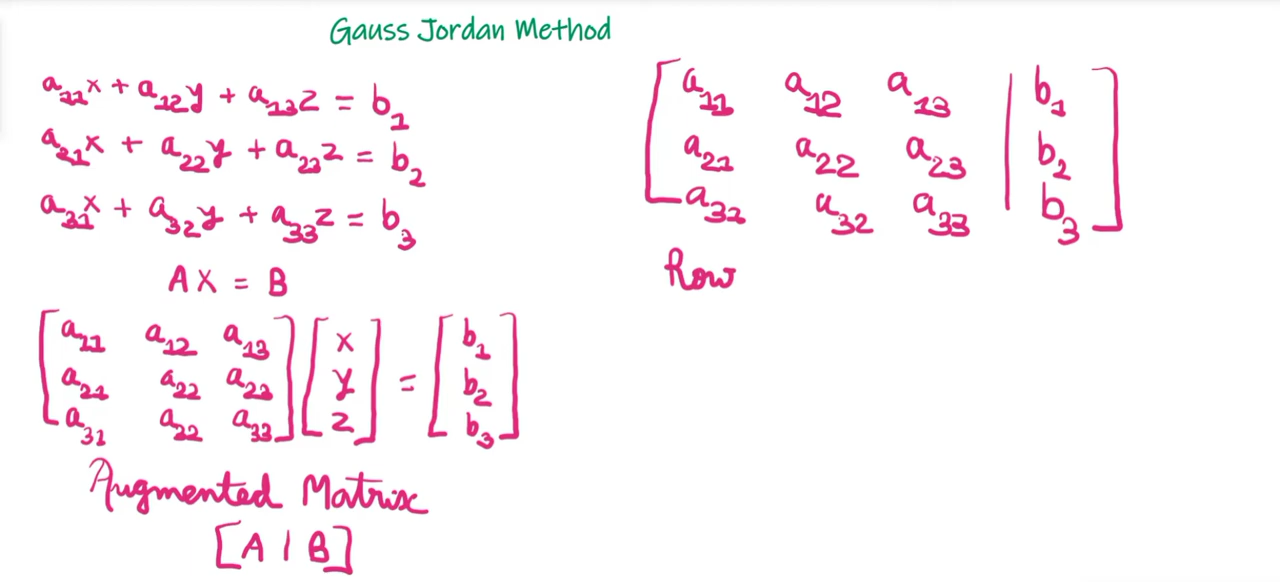 Gauss Jordan Method
a₁₁x + a₁₂y + a₁₃z = b₁
a₂₁x + a₂₂y + a₂₃z = b₂
a₃₁x + a₃₂y + a₃₃z = b₃
AX = B
[a₁₁ a₁₂ a₁₃] [x] [b₁]
[a₂₁ a₂₂ a₂₃] [y] = [b₂]
[a₃₁ a₂₂ a₃₃] [z] [b₃]
Augmented Matrix
[A | B]
[a₁₁ a₁₂ a₁₃ | b₁]
[a₂₁ a₂₂ a₂₃ | b₂]
[a₃₁ a₃₂ a₃₃ | b₃]
Row